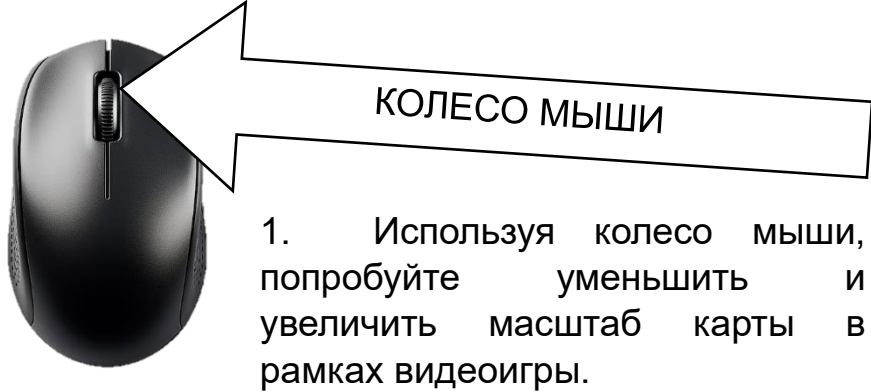 КОЛЕСО МЫШИ
1. Используя колесо мыши,
попробуйте уменьшить и
увеличить масштаб карты в
рамках видеоигры.